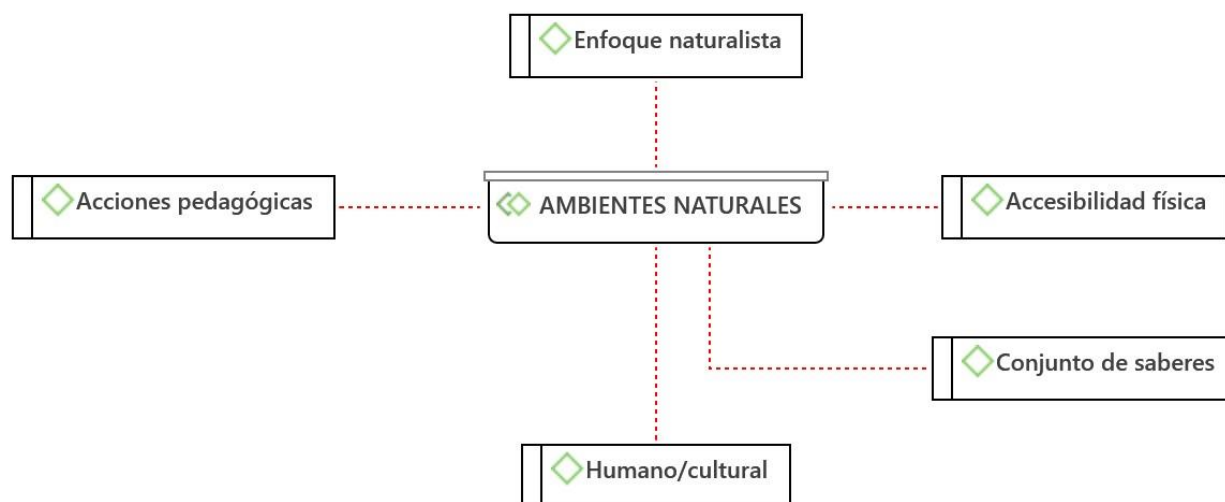 Enfoque naturalista
Acciones pedagógicas
AMBIENTES NATURALES
Accesibilidad física
Conjunto de saberes
Humano/cultural